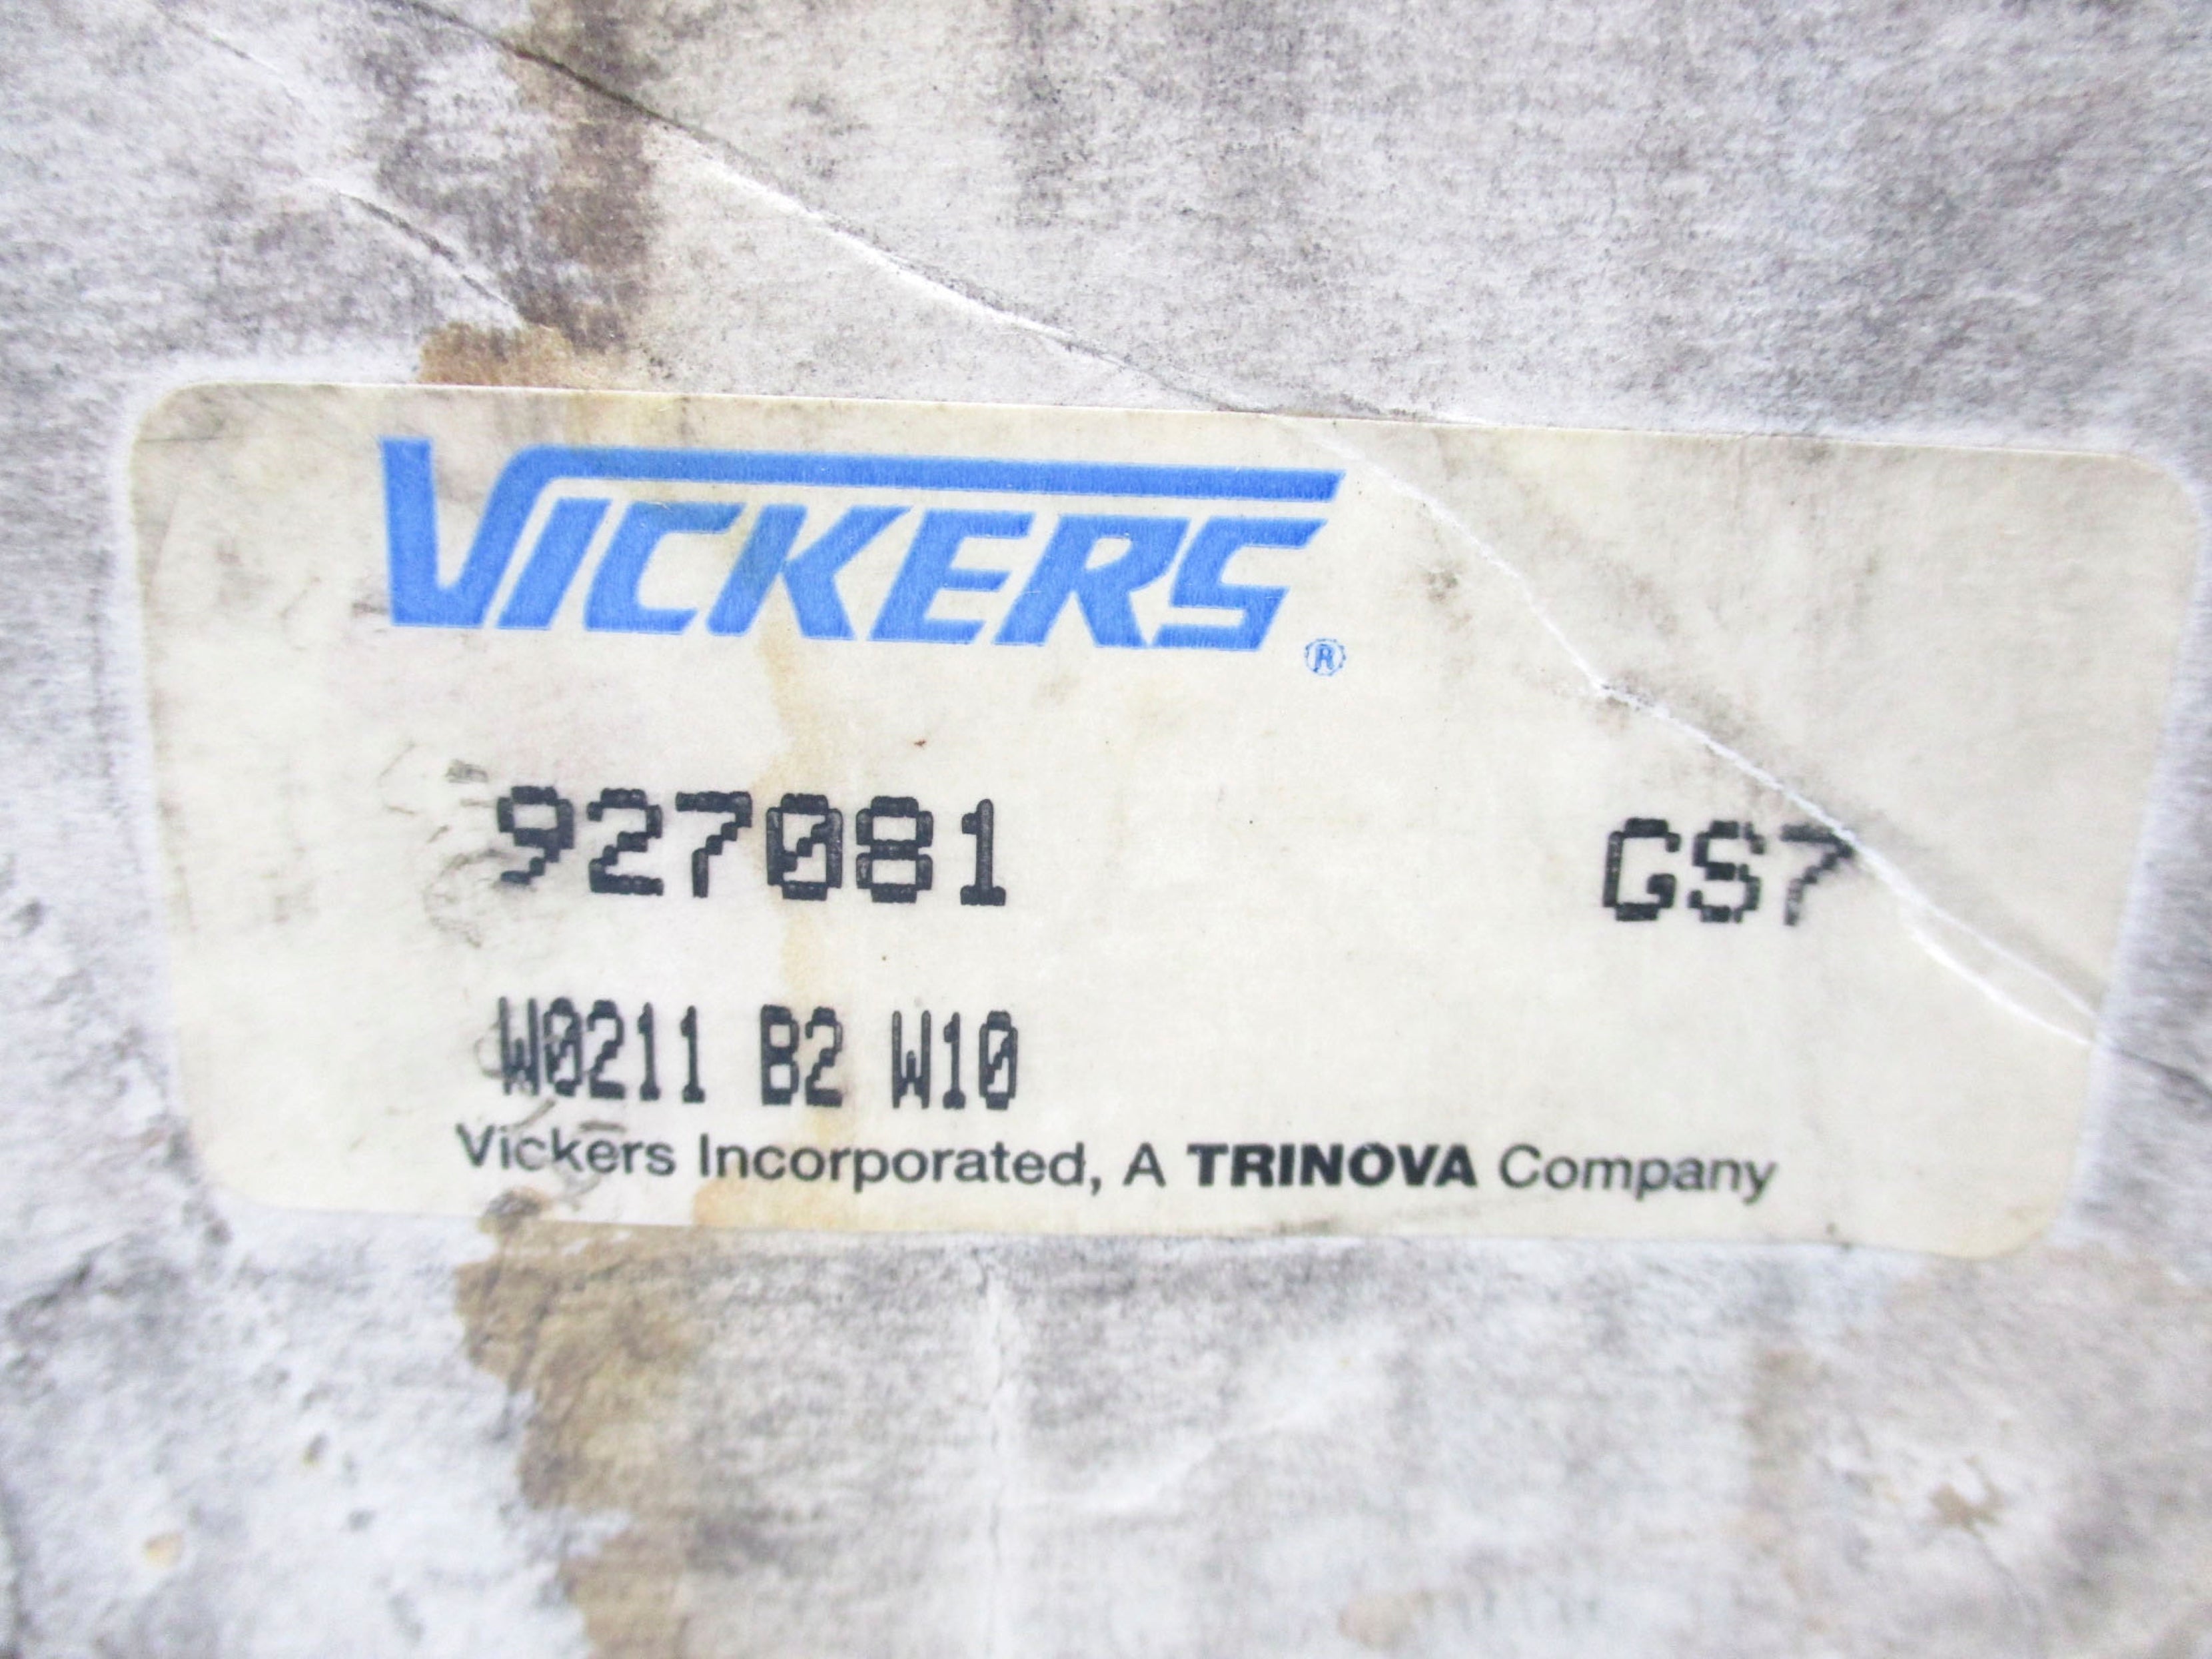 VICKERS®
927081 GS7
W0211 B2 W10
Vickers Incorporated, A TRINOVA Company